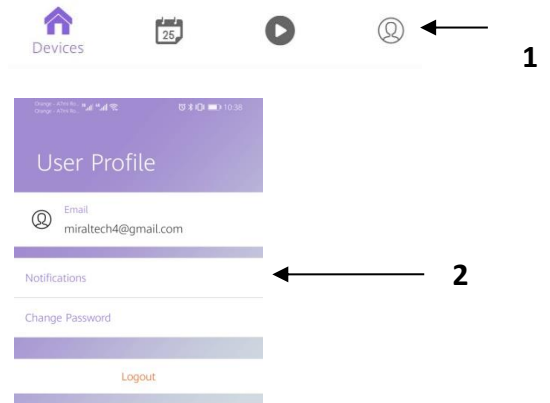 Devices
25
1
10:38
User Profile
Email
miraltech4@gmail.com
Notifications
2
Change Password
Logout